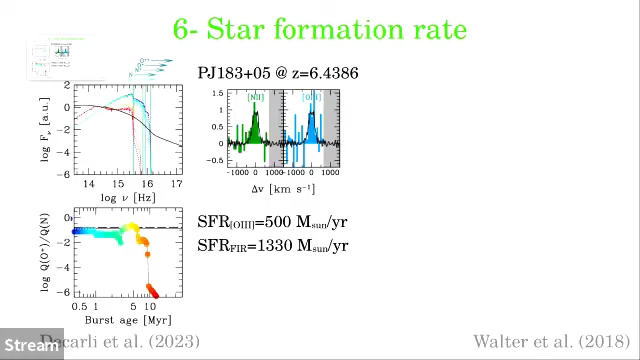 6- Star formation rate
PJ183+05 @ z=6.4386
[NII]
[OIII]
log Fν [a.u.]
2
0
−2
−4
−6
14 15 16 17
log ν [Hz]
1.5
1
0.5
0
−0.5
−1000 0 1000 −1000 0 1000
Δv [km s−1]
log Q(O+)/Q(N)
0
−2
−4
−6
0.5 1 5 10
Burst age [Myr]
SFR[OIII]=500 Msun/yr
SFRFIR=1330 Msun/yr
Stream
Decarli et al. (2023)
Walter et al. (2018)